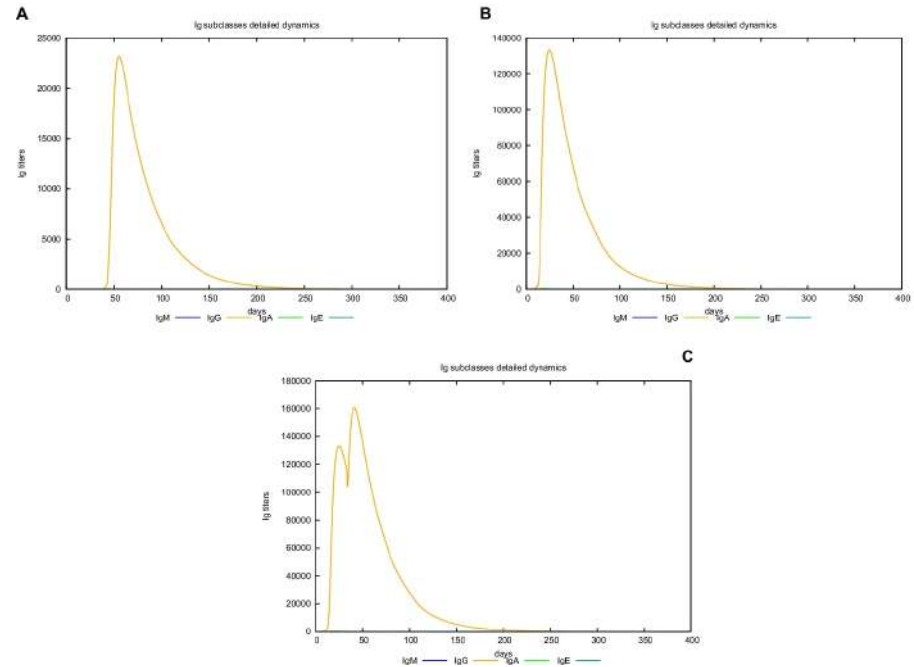 A
Ig subclasses detailed dynamics
25000
20000
15000
10000
5000
0
Ig titers
0 50 100 150 200 250 300 350 400
days
IgM IgG IgA IgE
B
Ig subclasses detailed dynamics
140000
120000
100000
80000
60000
40000
20000
0
Ig titers
0 50 100 150 200 250 300 350 400
days
IgM IgG IgA IgE
C
Ig subclasses detailed dynamics
180000
160000
140000
120000
100000
80000
60000
40000
20000
0
Ig titers
0 50 100 150 200 250 300 350 400
days
IgM IgG IgA IgE